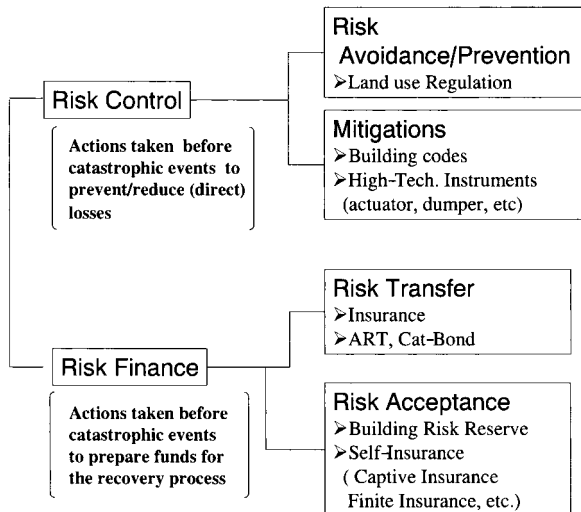 Risk
Avoidance/Prevention
➢Land use Regulation
Risk Control
Actions taken before
catastrophic events to
prevent/reduce (direct)
losses
Mitigations
➢Building codes
➢High-Tech. Instruments
(actuator, dumper, etc)
Risk Transfer
➢Insurance
➢ART, Cat-Bond
Risk Finance
Actions taken before
catastrophic events
to prepare funds for
the recovery process
Risk Acceptance
➢Building Risk Reserve
➢Self-Insurance
( Captive Insurance
Finite Insurance, etc.)